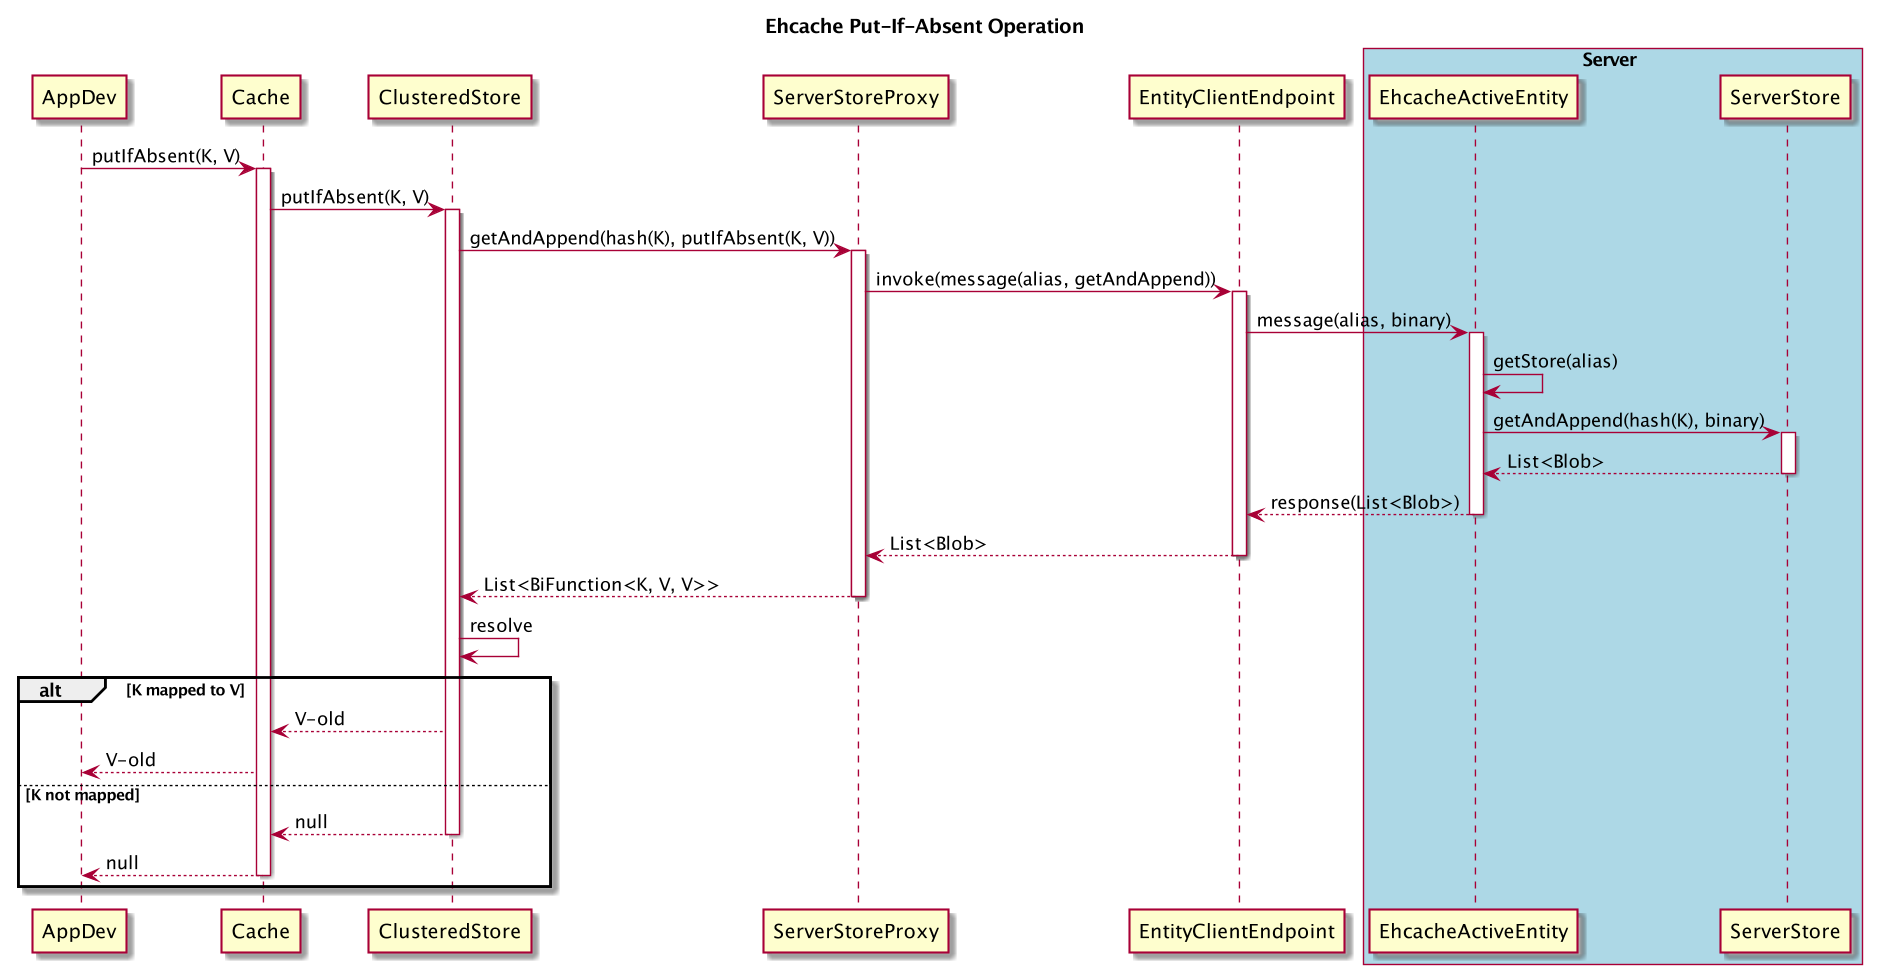 Ehcache Put-If-Absent Operation
Server
AppDev
Cache
ClusteredStore
ServerStoreProxy
EntityClientEndpoint
EhcacheActiveEntity
ServerStore
putIfAbsent(K, V)
putIfAbsent(K, V)
getAndAppend(hash(K), putIfAbsent(K, V))
invoke(message(alias, getAndAppend))
message(alias, binary)
getStore(alias)
getAndAppend(hash(K), binary)
List<Blob>
response(List<Blob>)
List<Blob>
List<BiFunction<K, V, V>>
resolve
alt
[K mapped to V]
V-old
V-old
[K not mapped]
null
null
AppDev
Cache
ClusteredStore
ServerStoreProxy
EntityClientEndpoint
EhcacheActiveEntity
ServerStore